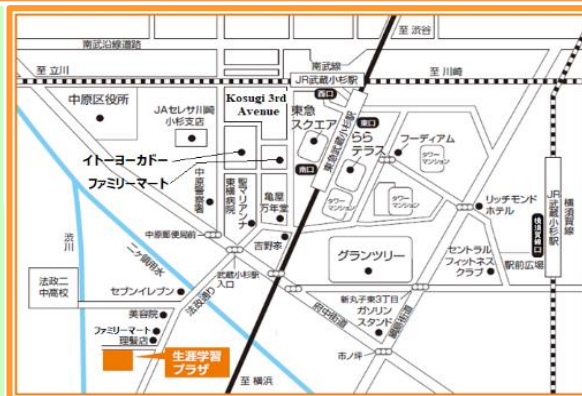 至 渋谷
南武沿線道路
南武線
至 立川
JR武蔵小杉駅
至 川崎
中原区役所
JAセレサ川崎
小杉支店
Kosugi 3rd
Avenue
西口
東急
スクエア
東口
東急武蔵小杉駅
南口
らら
テラス
フーディアム
タワー
マンション
イトーヨーカドー
ファミリーマート
中原警察署
聖マリアンナ
東横病院
亀屋
万年堂
タワー
マンション
タワー
マンション
リッチモンド
ホテル
横須賀線
JR武蔵小杉駅
横須賀線口
渋川
二ヶ領用水
中原郵便局前
吉野家
グランツリー
セントラル
フィットネス
クラブ
駅前広場
法政二
中高校
セブンイレブン
法政通り
武蔵小杉駅
入口
新丸子東3丁目
ガソリン
スタンド
綱島街道
府中街道
美容院
ファミリーマート
理髪店
生涯学習
プラザ
市ノ坪
至 横浜